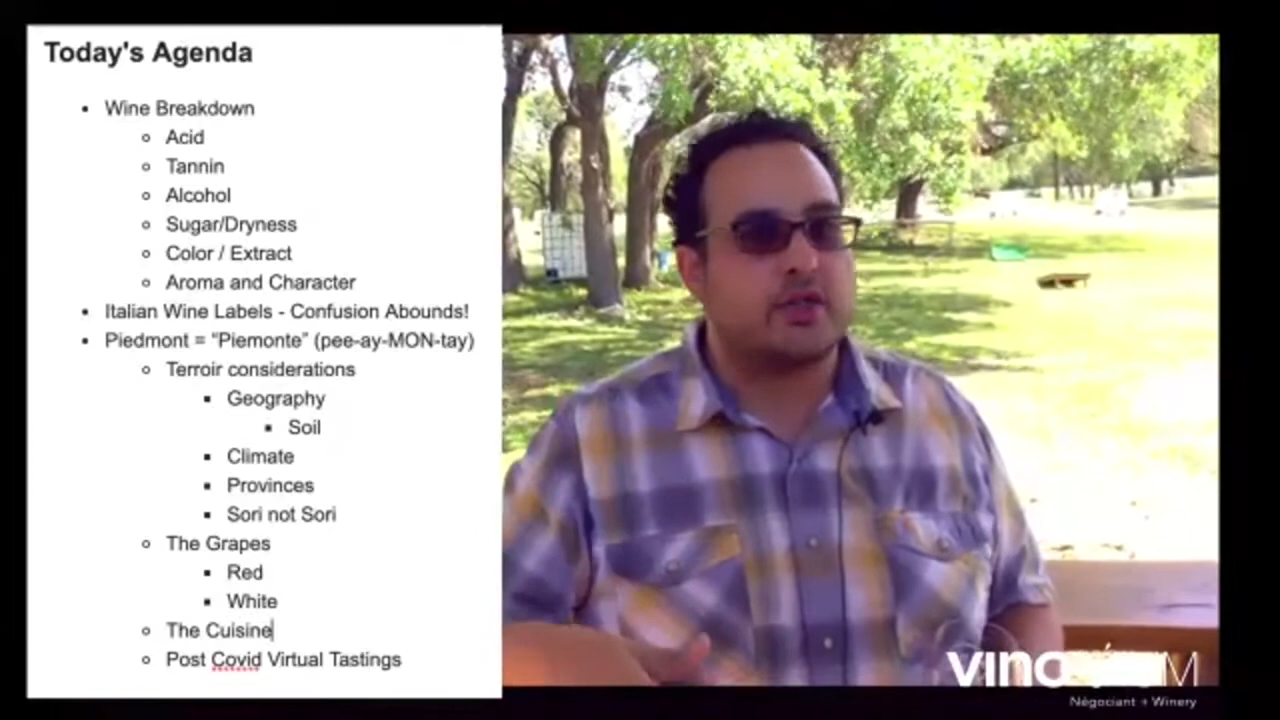 Today's Agenda
Wine Breakdown
Acid
Tannin
Alcohol
Sugar/Dryness
Color / Extract
Aroma and Character
Italian Wine Labels - Confusion Abounds!
Piedmont = “Piemonte” (pee-ay-MON-tay)
Terroir considerations
Geography
Soil
Climate
Provinces
Sori not Sori
The Grapes
Red
White
The Cuisine
Post Covid Virtual Tastings
Négociant + Winery